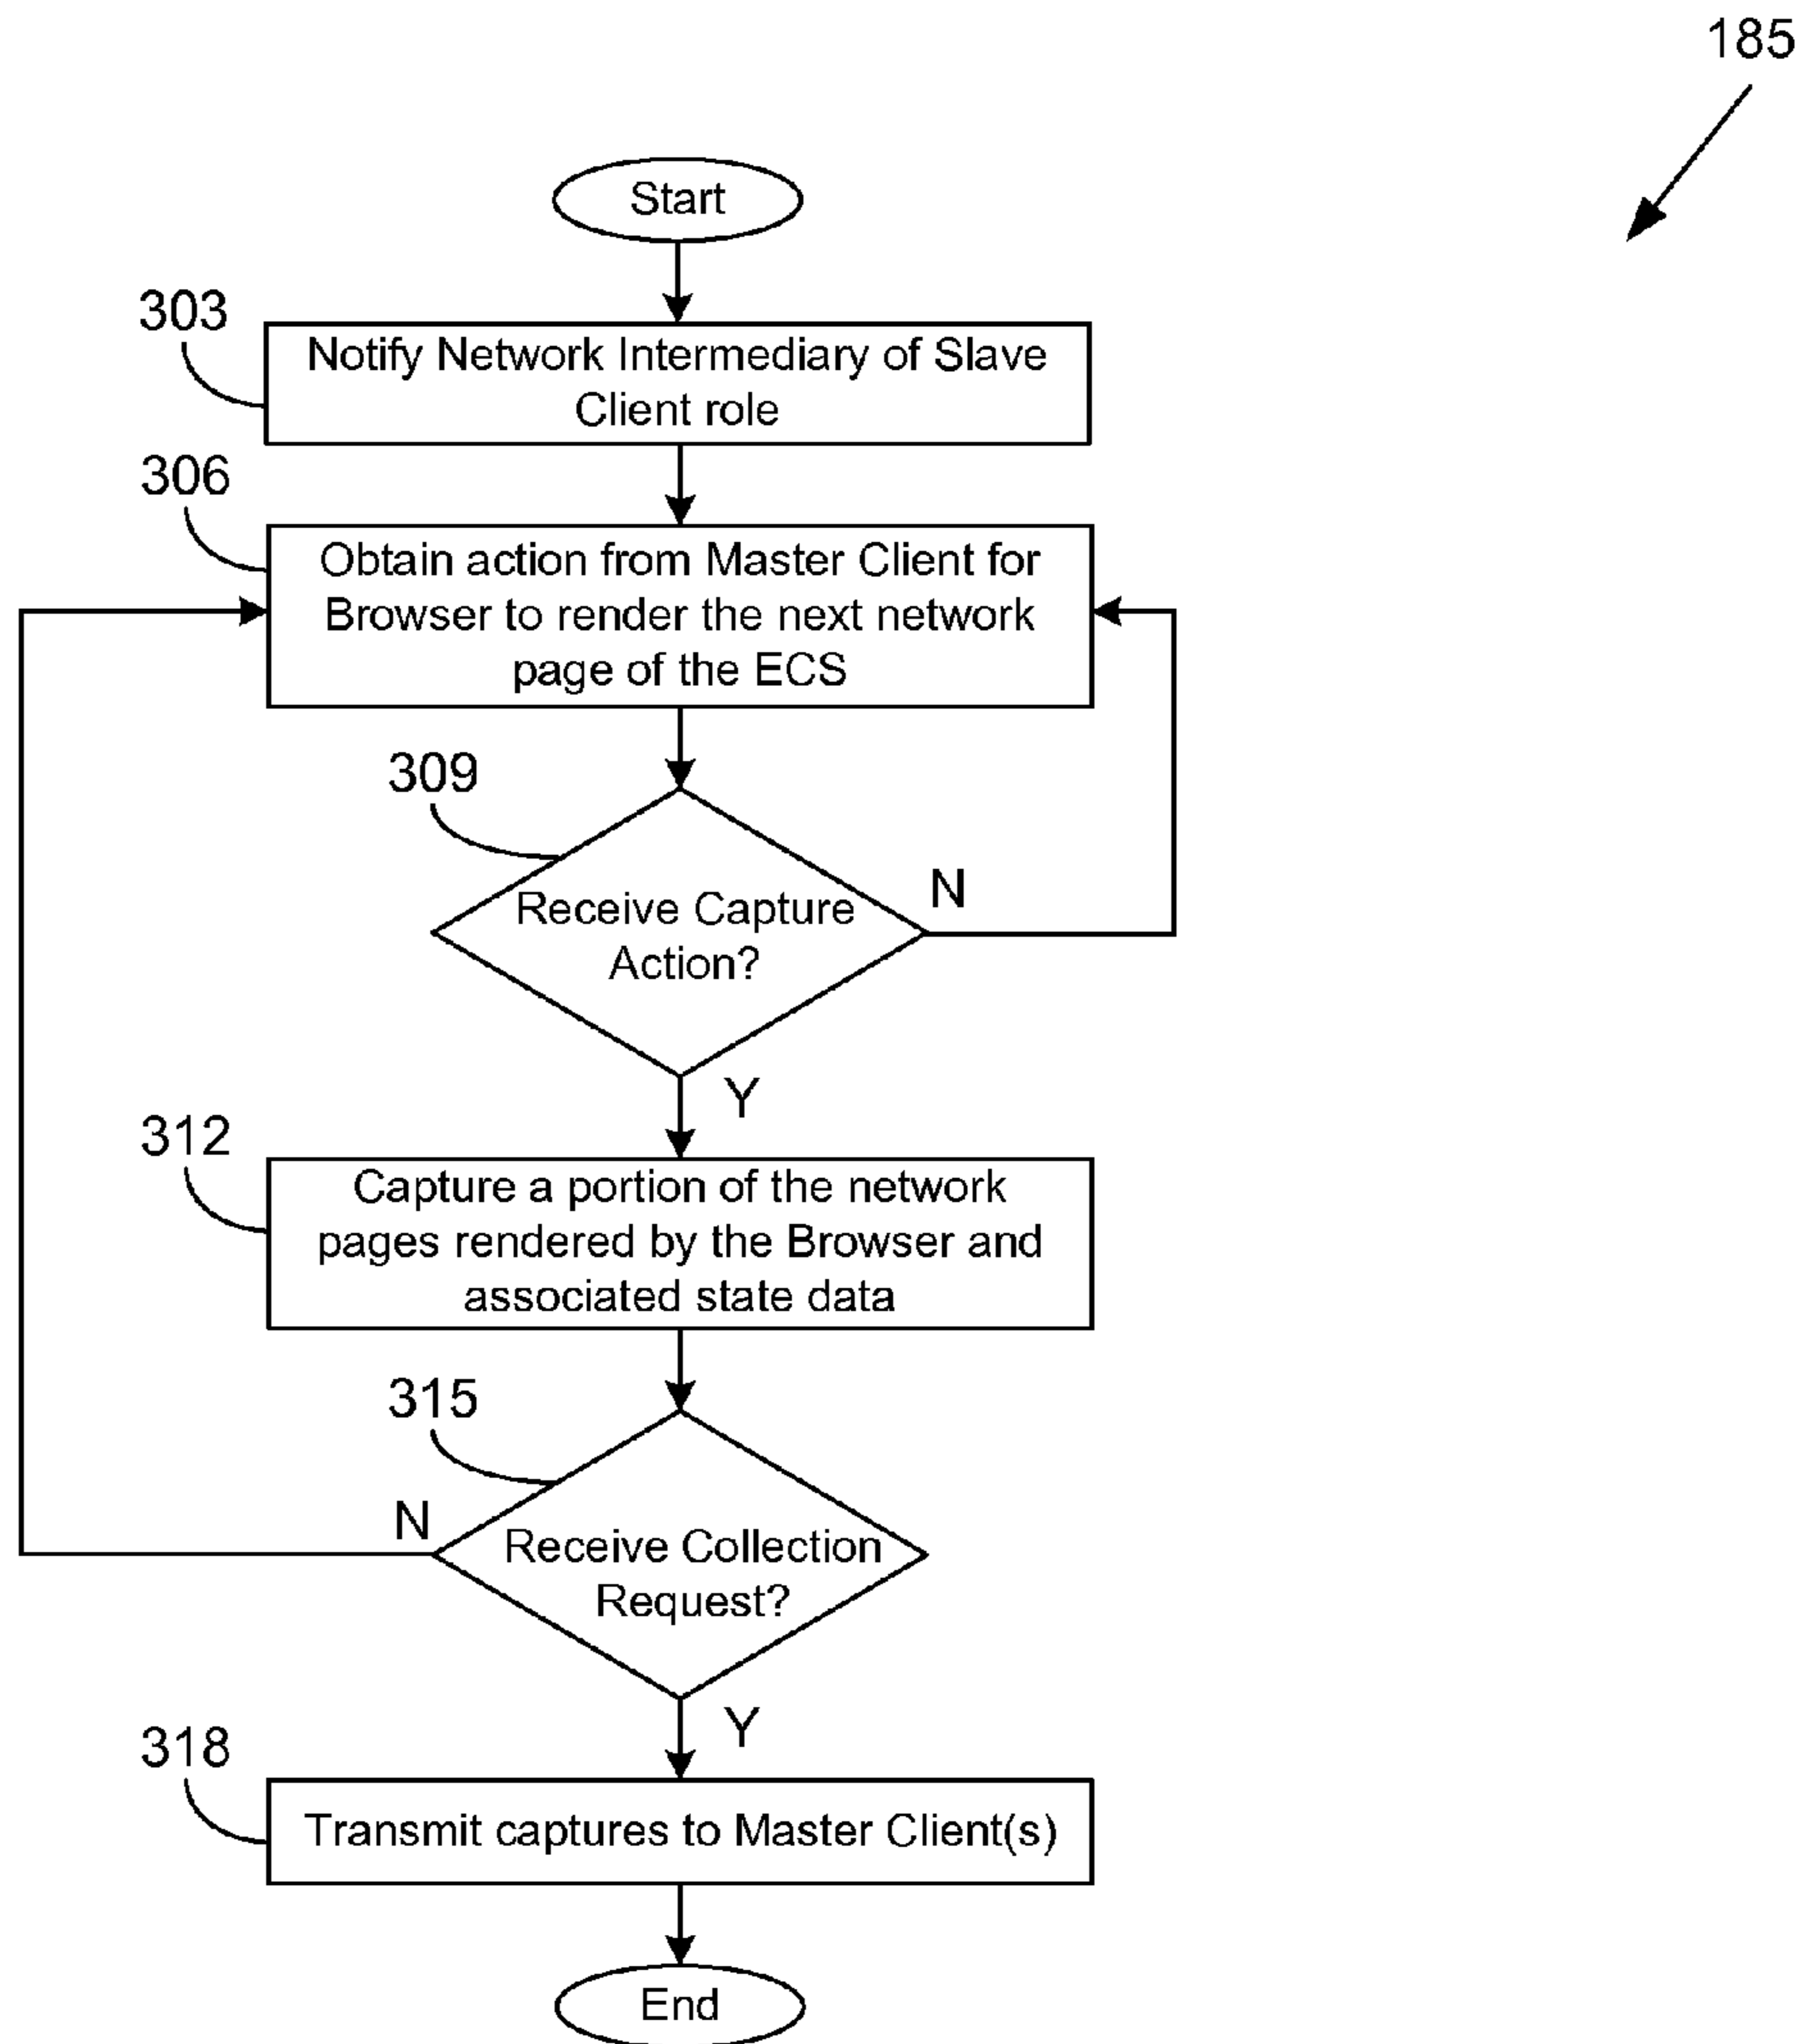 185
Start
303
Notify Network Intermediary of Slave
Client role
306
Obtain action from Master Client for
Browser to render the next network
page of the ECS
309
Receive Capture
Action?
N
Y
312
Capture a portion of the network
pages rendered by the Browser and
associated state data
315
N
Receive Collection
Request?
Y
318
Transmit captures to Master Client(s)
End